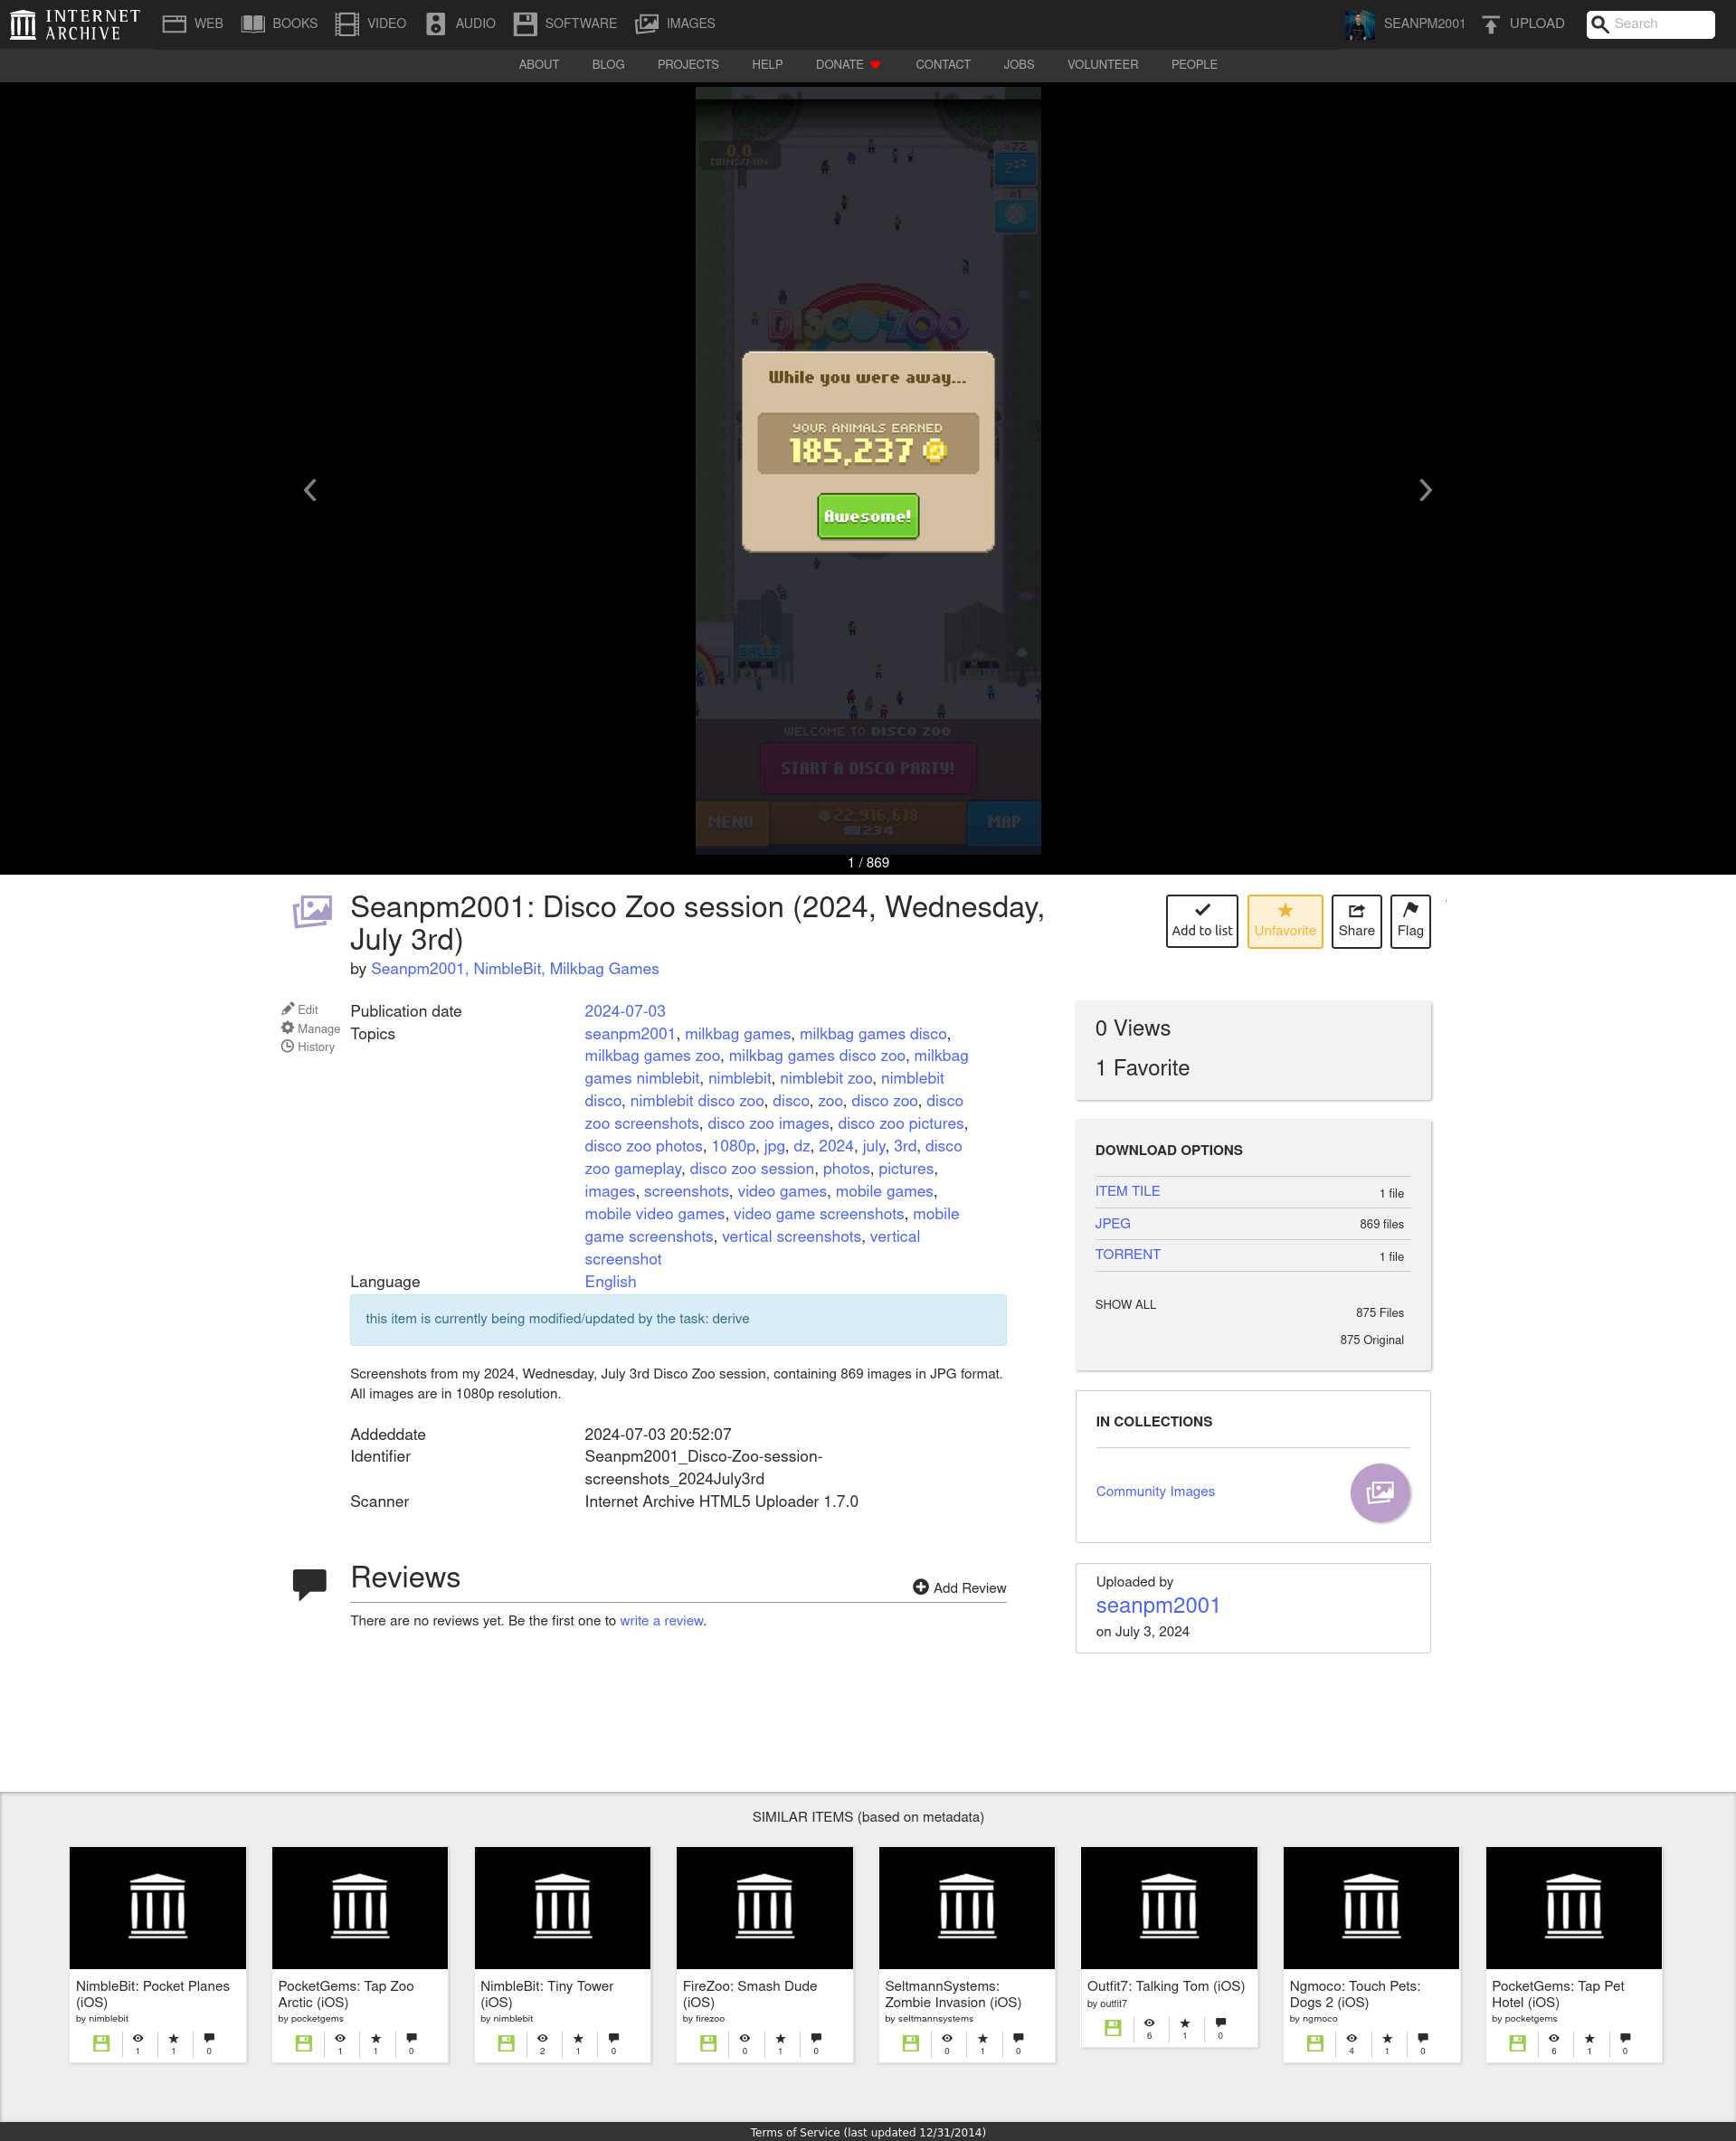 INTERNET ARCHIVE
WEB BOOKS VIDEO AUDIO SOFTWARE IMAGES SEANPM2001 UPLOAD Search
ABOUT BLOG PROJECTS HELP DONATE CONTACT JOBS VOLUNTEER PEOPLE
0.0
COINS/MIN
x72
zzz
x1
DISCO ZOO
While you were away...
YOUR ANIMALS EARNED
185,237
Awesome!
BALLS
WELCOME TO DISCO ZOO
START A DISCO PARTY!
MENU 22,916,618 MAP
234
1 / 869
Seanpm2001: Disco Zoo session (2024, Wednesday,
July 3rd)
by Seanpm2001, NimbleBit, Milkbag Games
Add to list Unfavorite Share Flag
Edit
Manage
History
Publication date 2024-07-03
Topics seanpm2001, milkbag games, milkbag games disco,
milkbag games zoo, milkbag games disco zoo, milkbag
games nimblebit, nimblebit, nimblebit zoo, nimblebit
disco, nimblebit disco zoo, disco, zoo, disco zoo, disco
zoo screenshots, disco zoo images, disco zoo pictures,
disco zoo photos, 1080p, jpg, dz, 2024, july, 3rd, disco
zoo gameplay, disco zoo session, photos, pictures,
images, screenshots, video games, mobile games,
mobile video games, video game screenshots, mobile
game screenshots, vertical screenshots, vertical
screenshot
Language English
this item is currently being modified/updated by the task: derive
Screenshots from my 2024, Wednesday, July 3rd Disco Zoo session, containing 869 images in JPG format.
All images are in 1080p resolution.
Addeddate 2024-07-03 20:52:07
Identifier Seanpm2001_Disco-Zoo-session-
screenshots_2024July3rd
Scanner Internet Archive HTML5 Uploader 1.7.0
Reviews
Add Review
There are no reviews yet. Be the first one to write a review.
0 Views
1 Favorite
DOWNLOAD OPTIONS
ITEM TILE 1 file
JPEG 869 files
TORRENT 1 file
SHOW ALL 875 Files
875 Original
IN COLLECTIONS
Community Images
Uploaded by
seanpm2001
on July 3, 2024
SIMILAR ITEMS (based on metadata)
NimbleBit: Pocket Planes
(iOS)
by nimblebit
1 1 0
PocketGems: Tap Zoo
Arctic (iOS)
by pocketgems
1 1 0
NimbleBit: Tiny Tower
(iOS)
by nimblebit
2 1 0
FireZoo: Smash Dude
(iOS)
by firezoo
0 1 0
SeltmannSystems:
Zombie Invasion (iOS)
by seltmannsystems
0 1 0
Outfit7: Talking Tom (iOS)
by outfit7
6 1 0
Ngmoco: Touch Pets:
Dogs 2 (iOS)
by ngmoco
4 1 0
PocketGems: Tap Pet
Hotel (iOS)
by pocketgems
6 1 0
Terms of Service (last updated 12/31/2014)